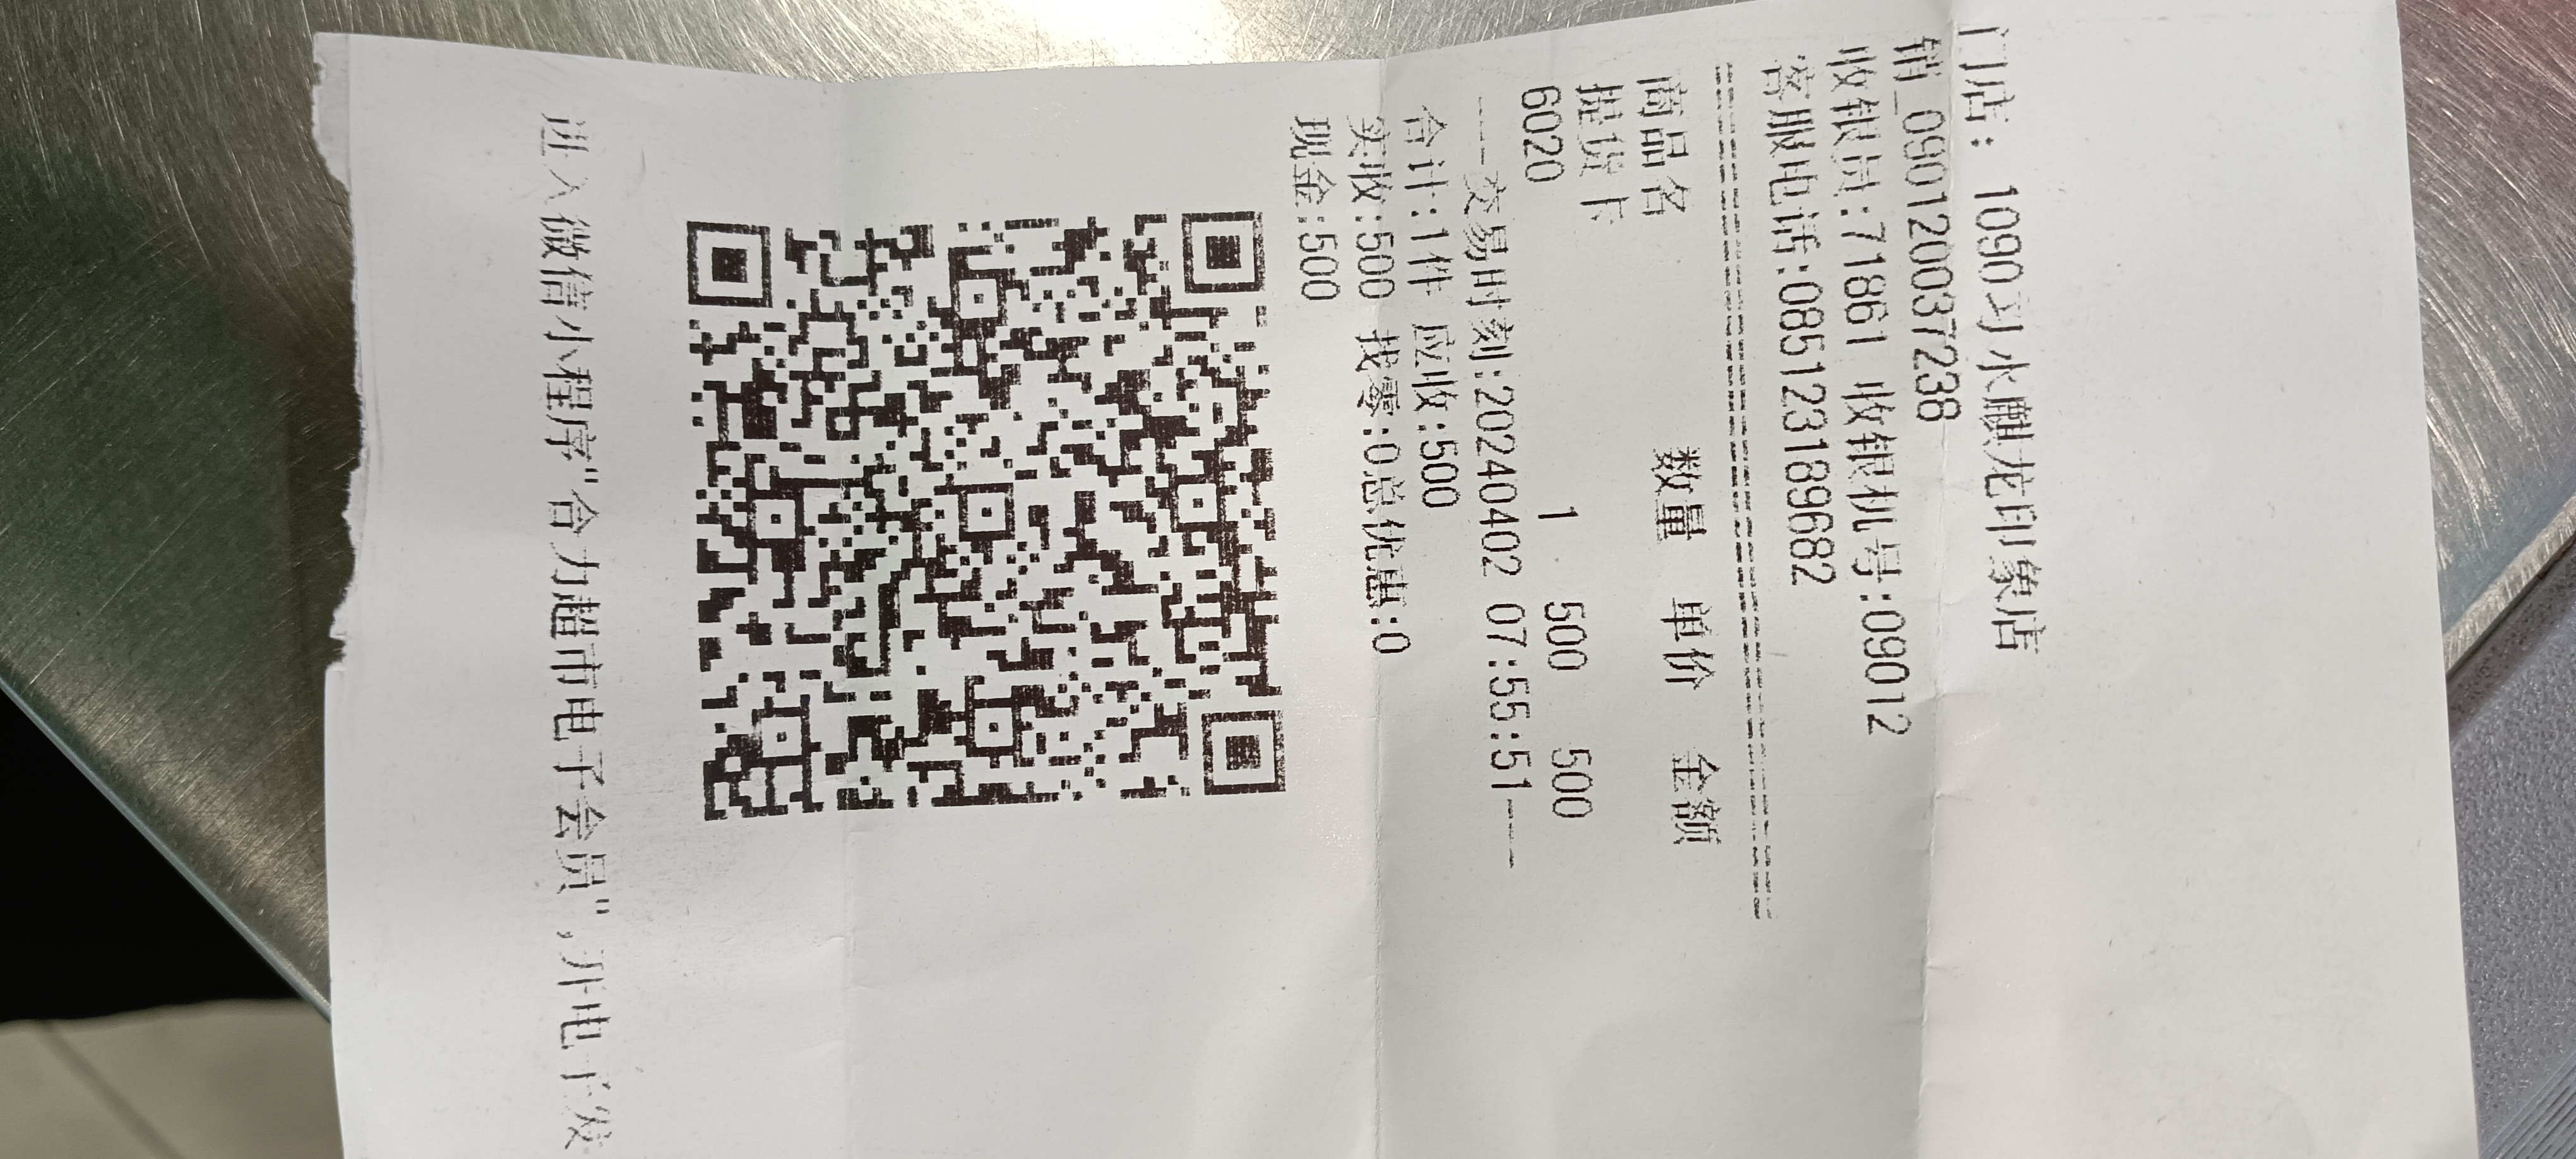 门店: 1090习水麒龙印象店
销_090120037238
收银员:71861 收银机号:09012
客服电话:085123189682
商品名 数量 单价 金额
提货卡
6020 1 500 500
----交易时刻:20240402 07:55:51----
合计:1件 应收:500
实收:500 找零:0总优惠:0
现金:500
进入微信小程序"合力超市电子会员",开电子发